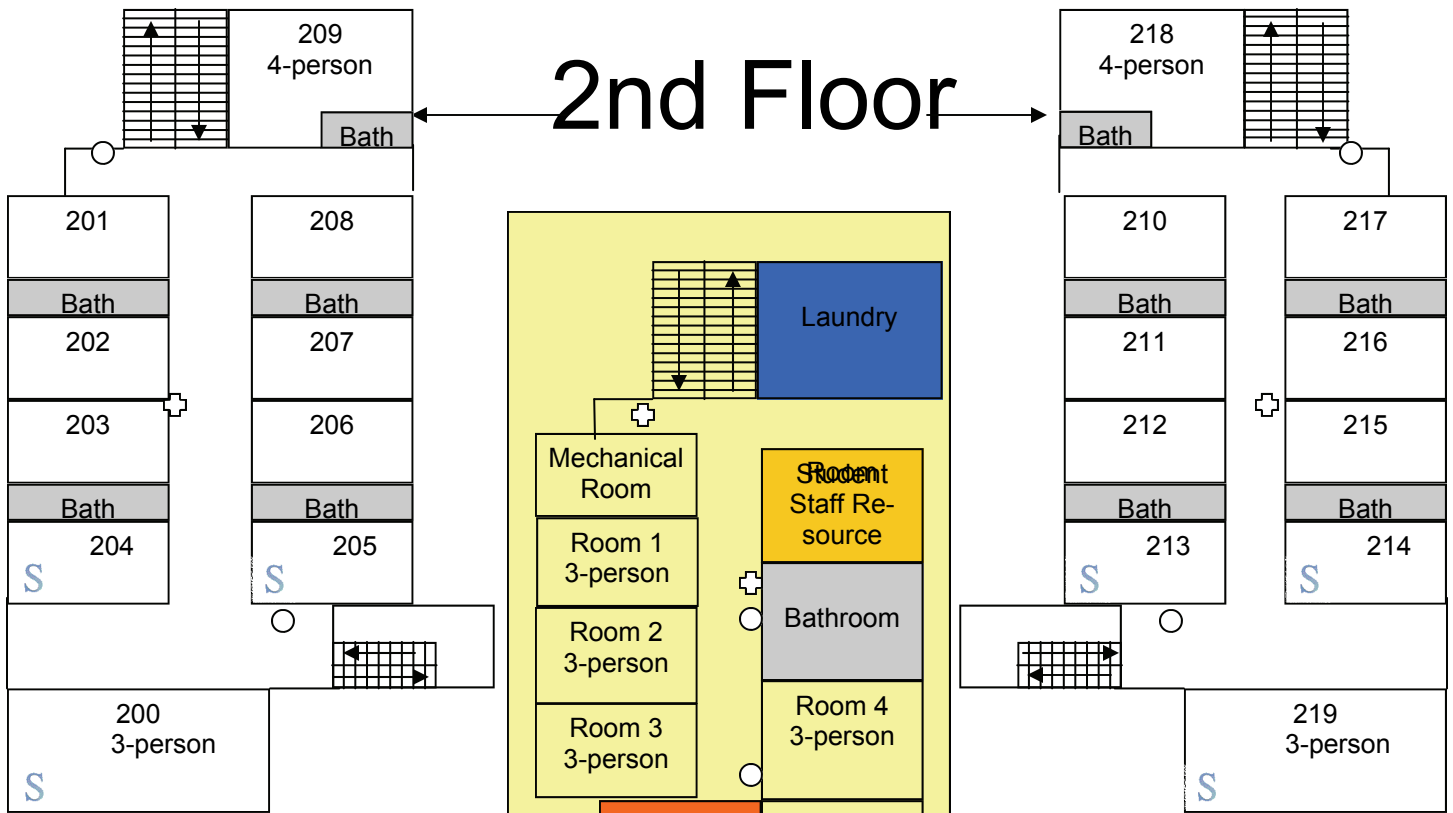 2nd Floor
209
4-person
Bath
201
208
Bath
Bath
202
207
203
206
Bath
Bath
204
S
205
S
200
3-person
S
Laundry
Mechanical
Room
Room 1
3-person
Room 2
3-person
Room 3
3-person
Room
Student
Staff Re-
source
Bathroom
Room 4
3-person
218
4-person
Bath
210
217
Bath
Bath
211
216
212
215
Bath
Bath
213
S
214
S
219
3-person
S